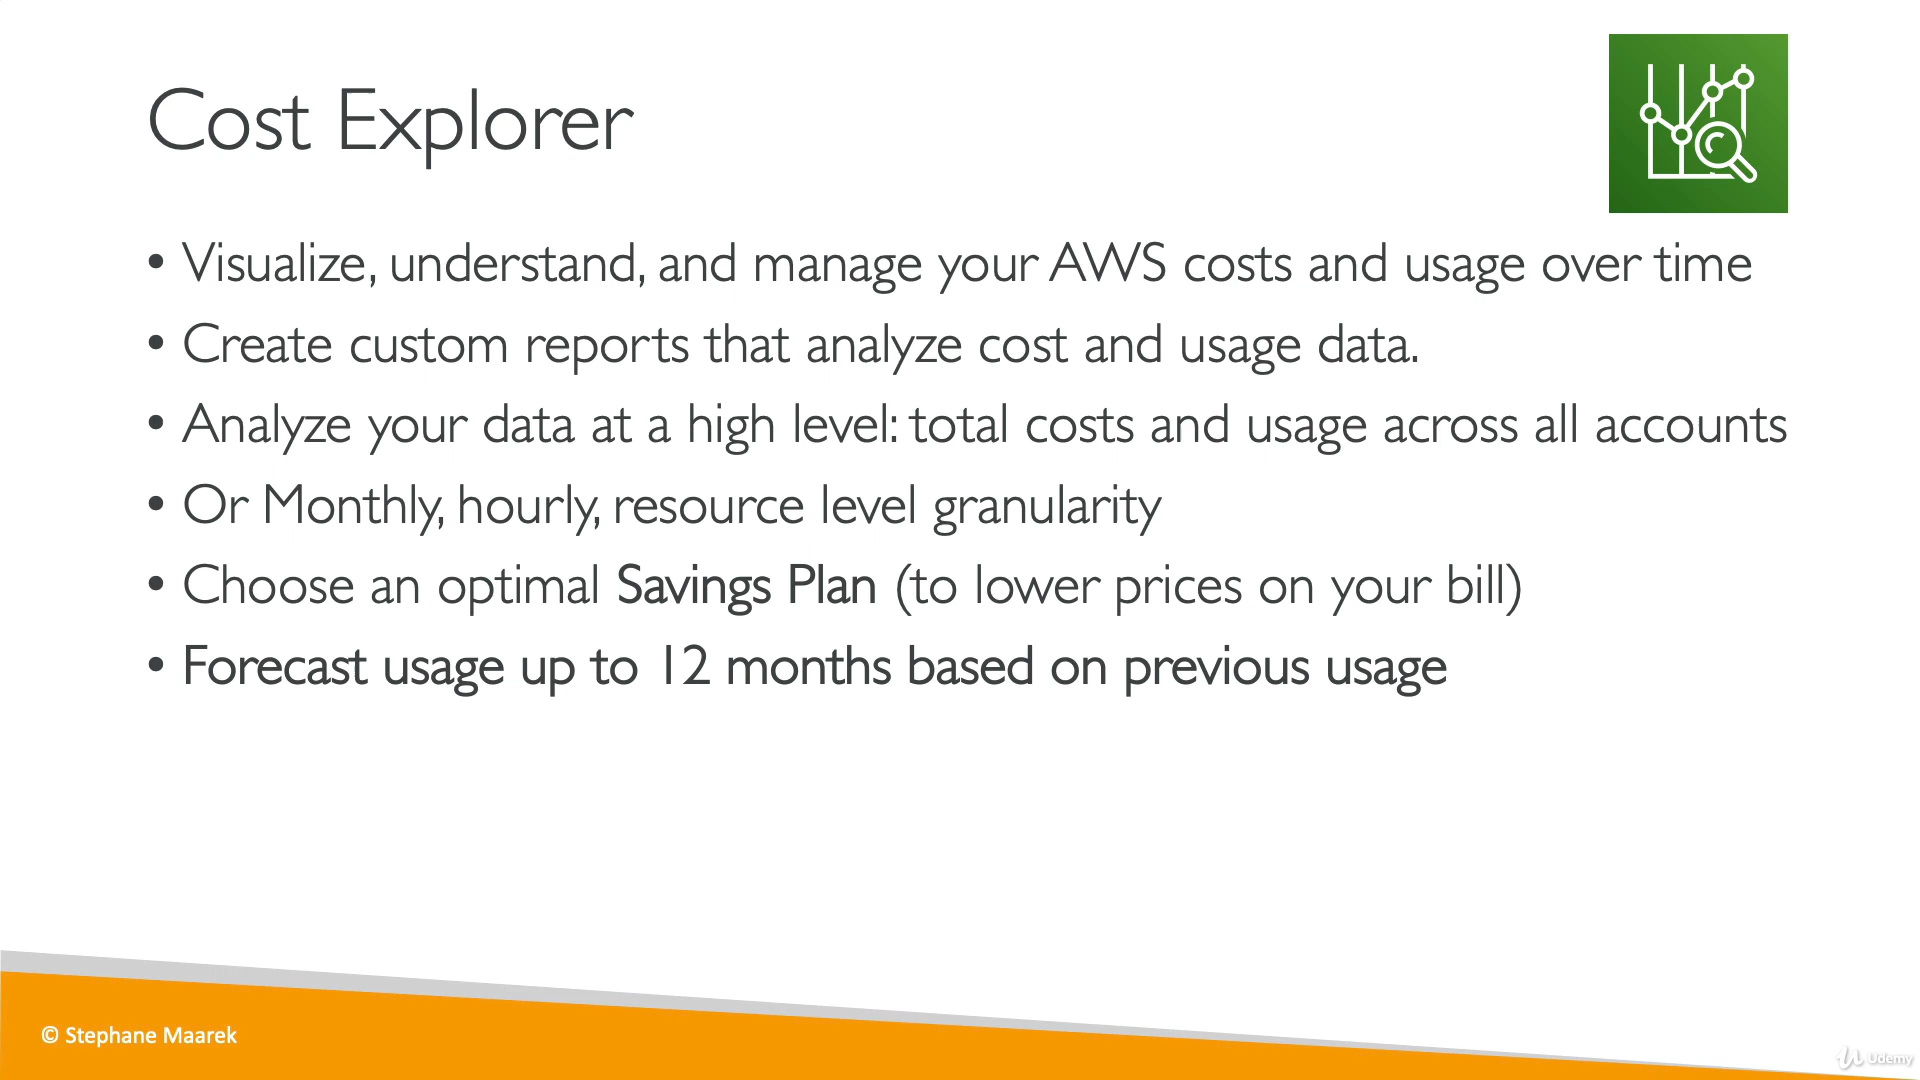 Cost Explorer
• Visualize, understand, and manage your AWS costs and usage over time
• Create custom reports that analyze cost and usage data.
• Analyze your data at a high level: total costs and usage across all accounts
• Or Monthly, hourly, resource level granularity
• Choose an optimal Savings Plan (to lower prices on your bill)
• Forecast usage up to 12 months based on previous usage
© Stephane Maarek
Udemy